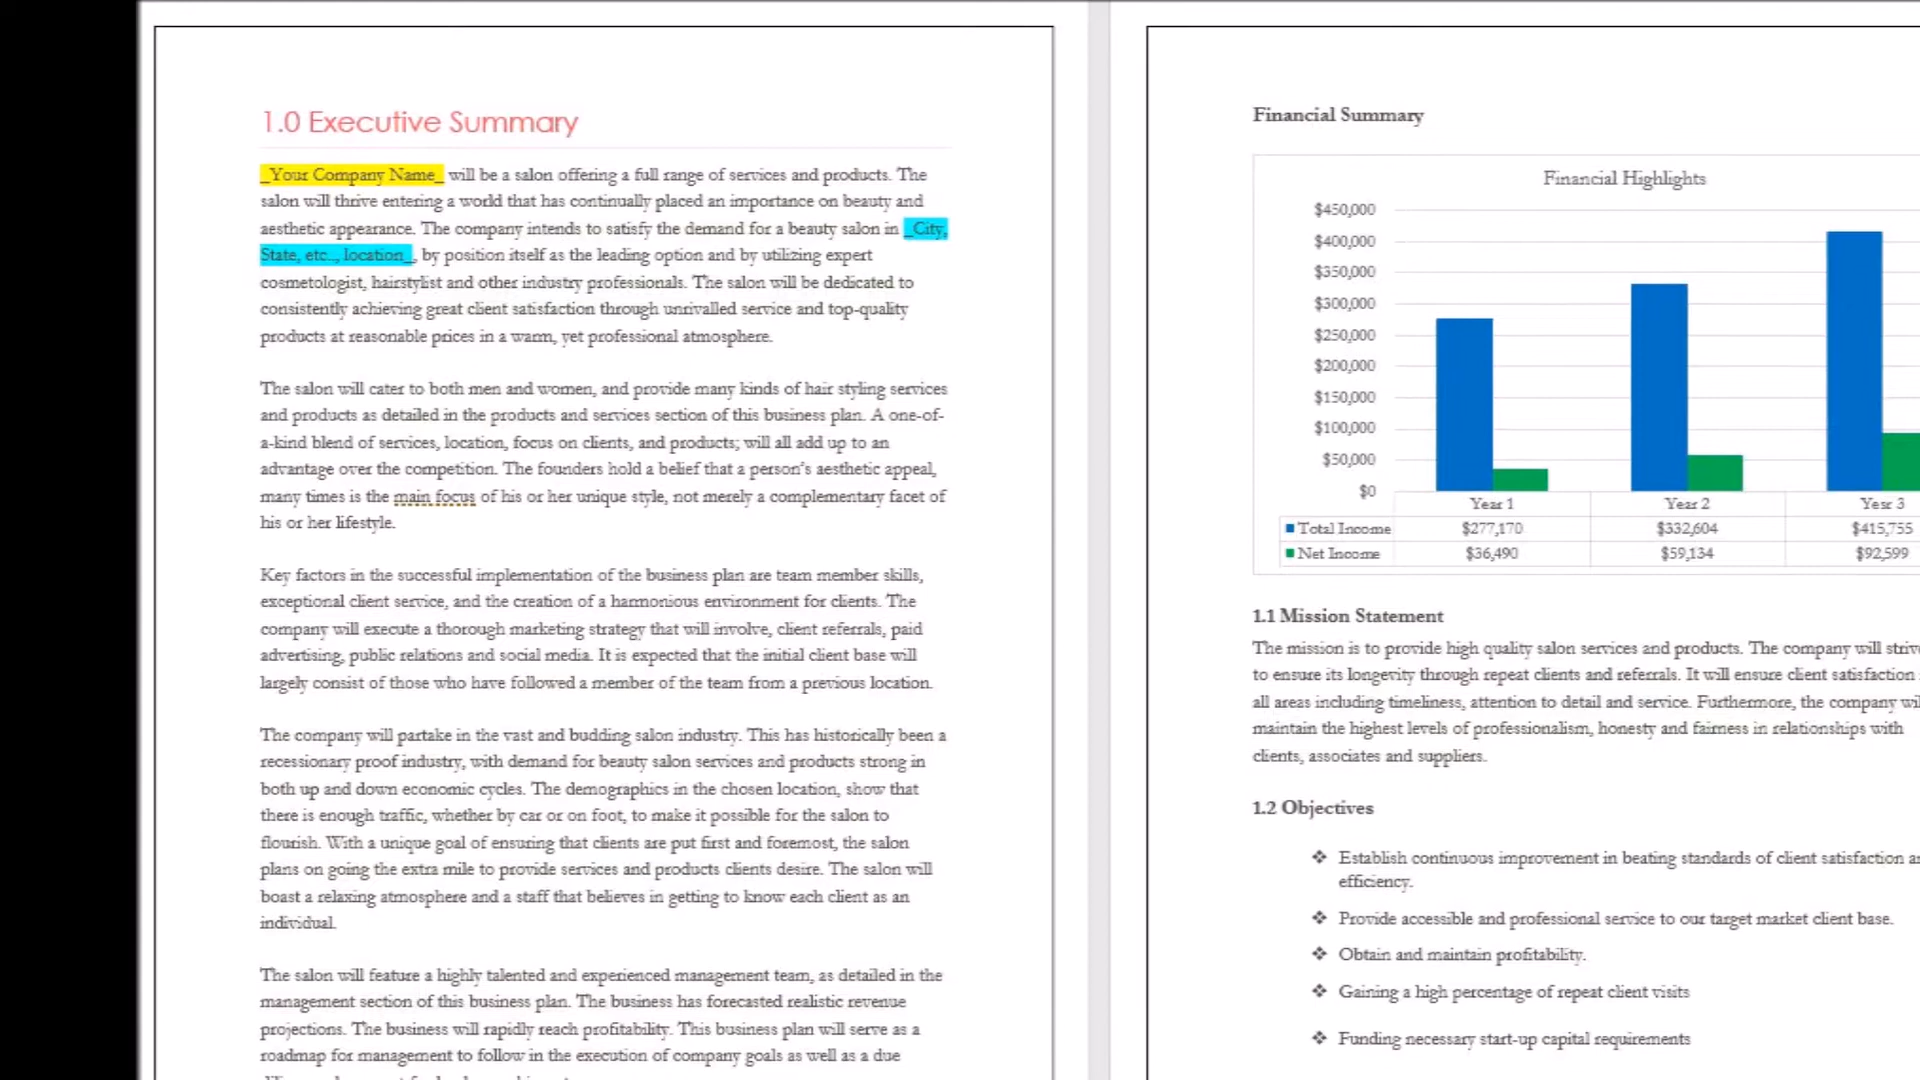 1.0 Executive Summary
_Your Company Name_ will be a salon offering a full range of services and products. The
salon will thrive entering a world that has continually placed an importance on beauty and
aesthetic appearance. The company intends to satisfy the demand for a beauty salon in _City,
State, etc.., location_, by position itself as the leading option and by utilizing expert
cosmetologist, hairstylist and other industry professionals. The salon will be dedicated to
consistently achieving great client satisfaction through unrivalled service and top-quality
products at reasonable prices in a warm, yet professional atmosphere.
The salon will cater to both men and women, and provide many kinds of hair styling services
and products as detailed in the products and services section of this business plan. A one-of-
a-kind blend of services, location, focus on clients, and products; will all add up to an
advantage over the competition. The founders hold a belief that a person's aesthetic appeal,
many times is the main focus of his or her unique style, not merely a complementary facet of
his or her lifestyle.
Key factors in the successful implementation of the business plan are team member skills,
exceptional client service, and the creation of a harmonious environment for clients. The
company will execute a thorough marketing strategy that will involve, client referrals, paid
advertising, public relations and social media. It is expected that the initial client base will
largely consist of those who have followed a member of the team from a previous location.
The company will partake in the vast and budding salon industry. This has historically been a
recessionary proof industry, with demand for beauty salon services and products strong in
both up and down economic cycles. The demographics in the chosen location, show that
there is enough traffic, whether by car or on foot, to make it possible for the salon to
flourish. With a unique goal of ensuring that clients are put first and foremost, the salon
plans on going the extra mile to provide services and products clients desire. The salon will
boast a relaxing atmosphere and a staff that believes in getting to know each client as an
individual.
The salon will feature a highly talented and experienced management team, as detailed in the
management section of this business plan. The business has forecasted realistic revenue
projections. The business will rapidly reach profitability. This business plan will serve as a
roadmap for management to follow in the execution of company goals as well as a due
Financial Summary
Financial Highlights
$450,000
$400,000
$350,000
$300,000
$250,000
$200,000
$150,000
$100,000
$50,000
$0
Year 1 Year 2 Year 3
Total Income $277,170 $332,604 $415,755
Net Income $36,490 $59,134 $92,599
1.1 Mission Statement
The mission is to provide high quality salon services and products. The company will strive
to ensure its longevity through repeat clients and referrals. It will ensure client satisfaction
all areas including timeliness, attention to detail and service. Furthermore, the company
maintain the highest levels of professionalism, honesty and fairness in relationships with
clients, associates and suppliers.
1.2 Objectives
❖ Establish continuous improvement in beating standards of client satisfaction
efficiency.
❖ Provide accessible and professional service to our target market client base.
❖ Obtain and maintain profitability.
❖ Gaining a high percentage of repeat client visits
❖ Funding necessary start-up capital requirements